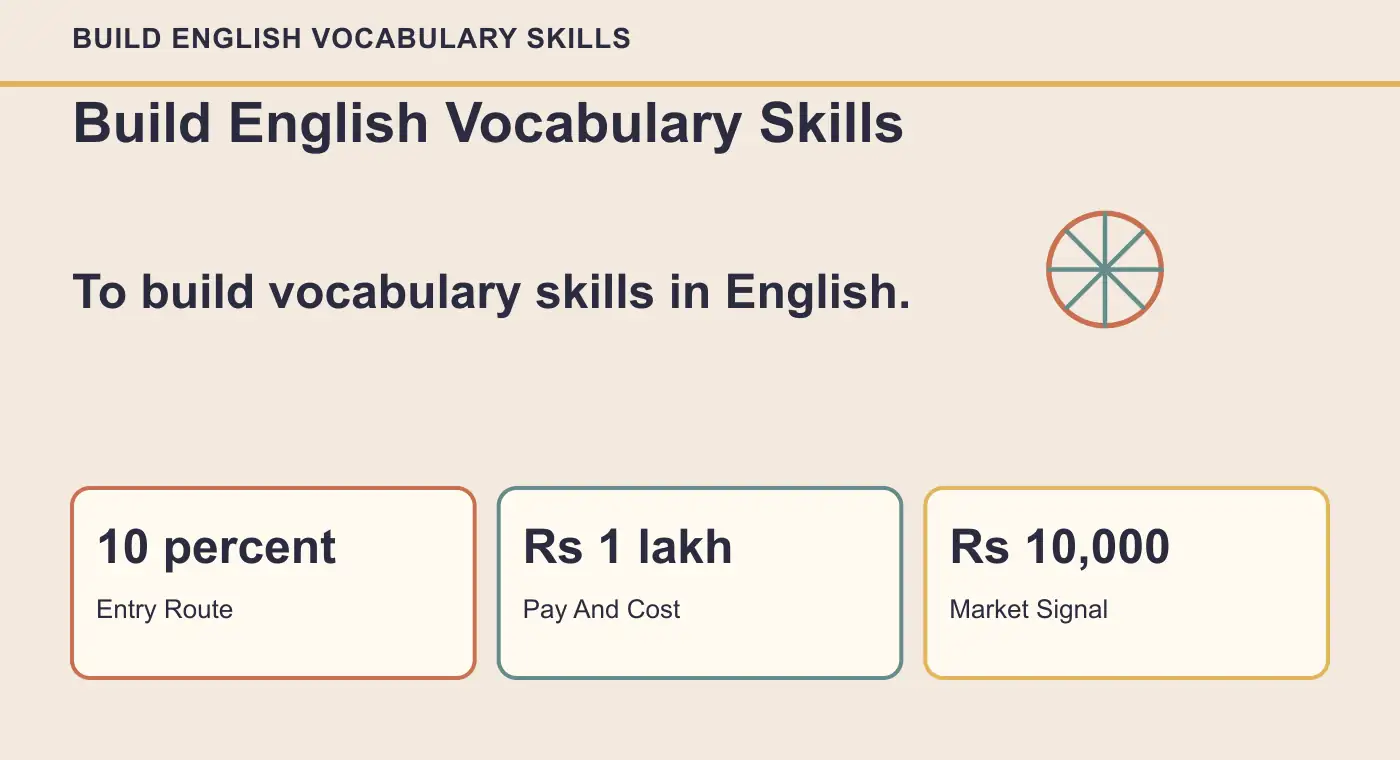 BUILD ENGLISH VOCABULARY SKILLS
Build English Vocabulary Skills
To build vocabulary skills in English.
10 percent
Entry Route
Rs 1 lakh
Pay And Cost
Rs 10,000
Market Signal